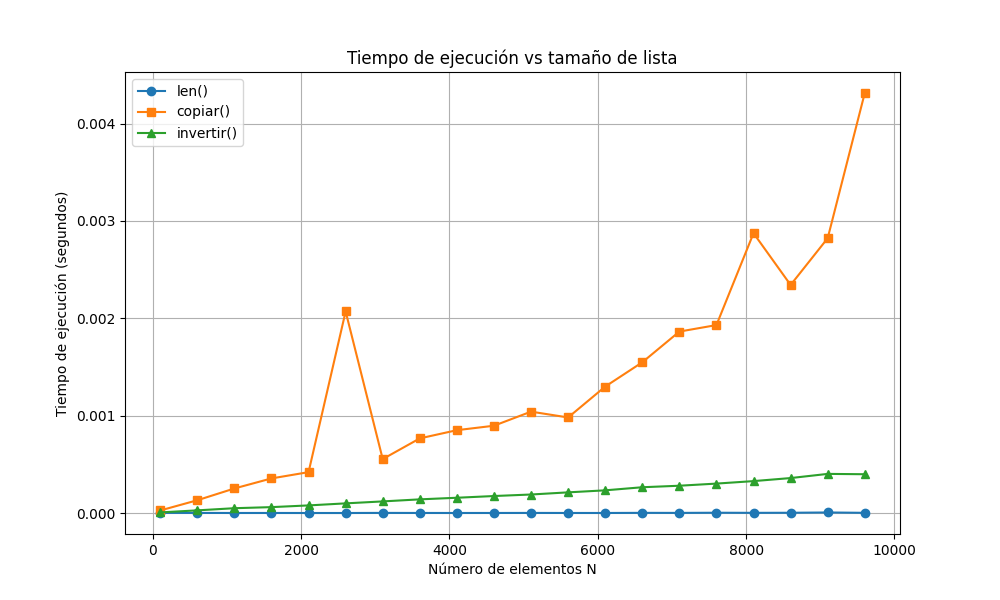 Tiempo de ejecución vs tamaño de lista
len()
copiar()
invertir()
Tiempo de ejecución (segundos)
0.004
0.003
0.002
0.001
0.000
0 2000 4000 6000 8000 10000
Número de elementos N